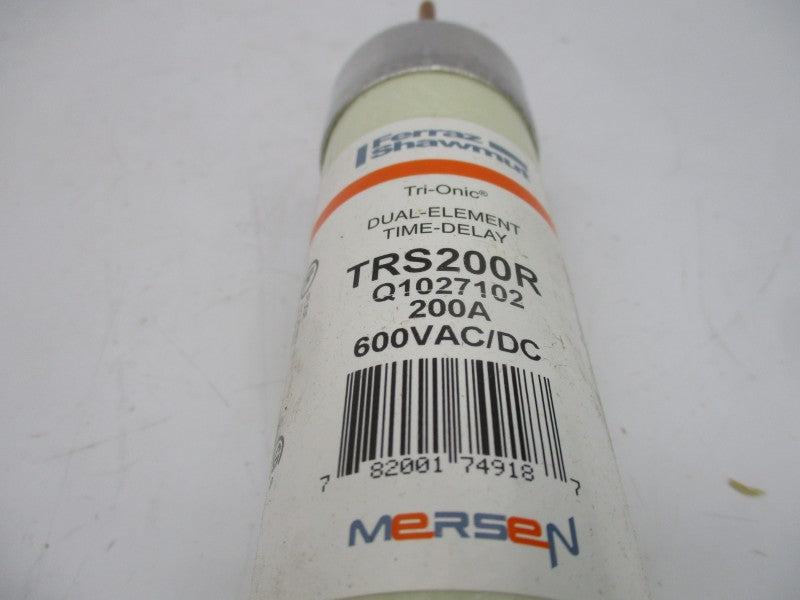 Ferraz
Shawmut
Tri-Onic®
DUAL-ELEMENT
TIME-DELAY
TRS200R
Q1027102
200A
600VAC/DC
7 82001 74918 7
MERSEN